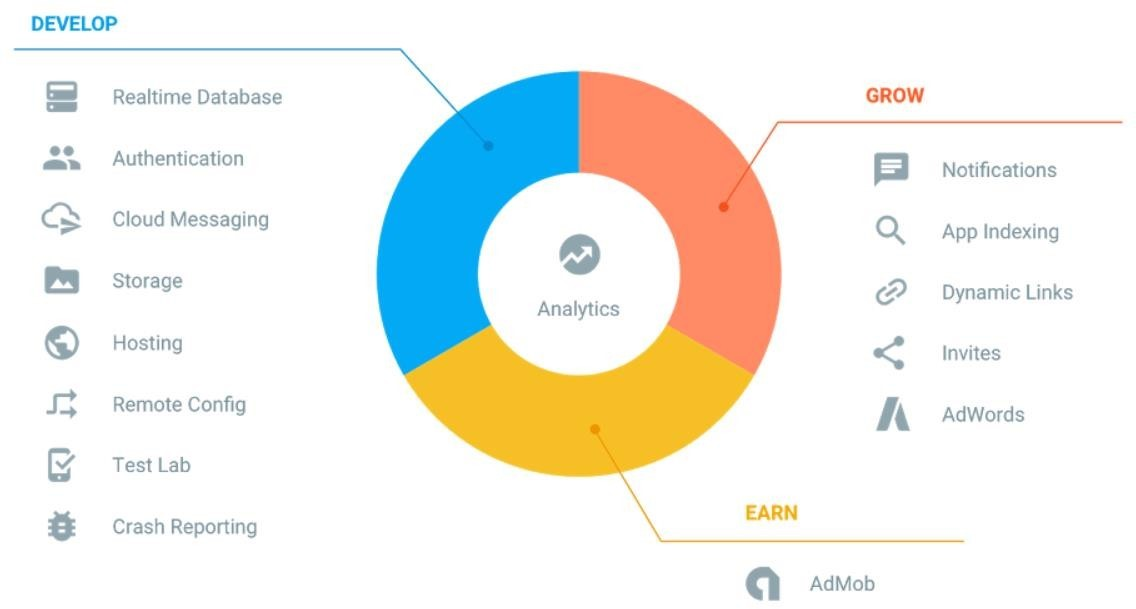 DEVELOP
Realtime Database
Authentication
Cloud Messaging
Storage
Hosting
Remote Config
Test Lab
Crash Reporting
Analytics
GROW
Notifications
App Indexing
Dynamic Links
Invites
AdWords
EARN
AdMob